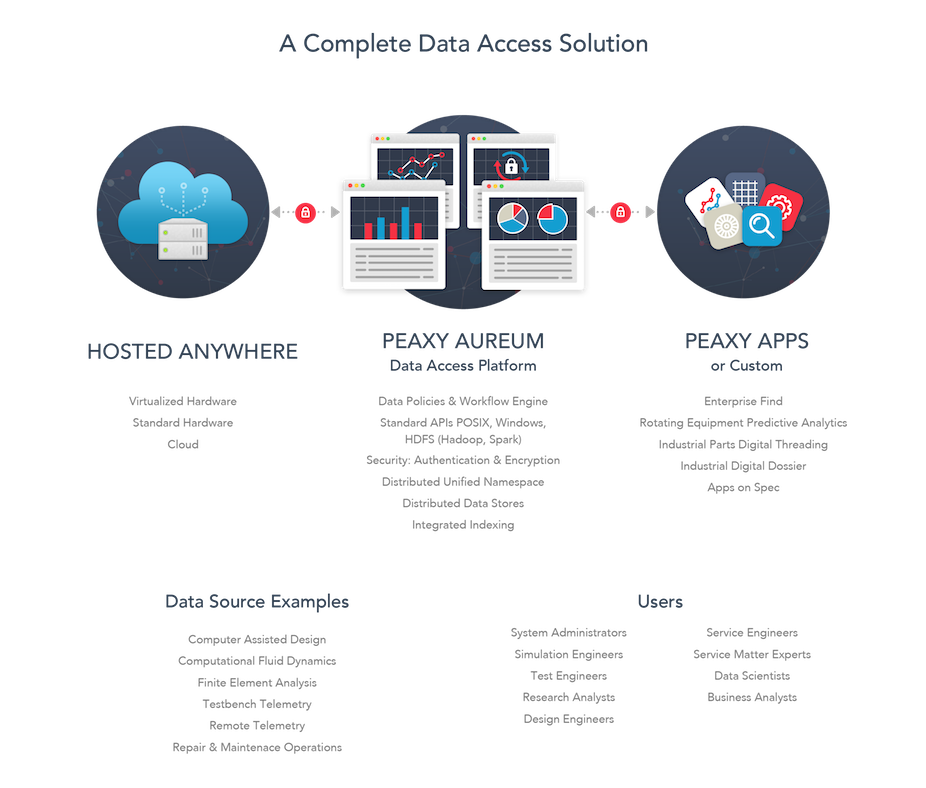 A Complete Data Access Solution
HOSTED ANYWHERE
Virtualized Hardware
Standard Hardware
Cloud
PEAXY AUREUM
Data Access Platform
Data Policies & Workflow Engine
Standard APIs POSIX, Windows,
HDFS (Hadoop, Spark)
Security: Authentication & Encryption
Distributed Unified Namespace
Distributed Data Stores
Integrated Indexing
PEAXY APPS
or Custom
Enterprise Find
Rotating Equipment Predictive Analytics
Industrial Parts Digital Threading
Industrial Digital Dossier
Apps on Spec
Data Source Examples
Computer Assisted Design
Computational Fluid Dynamics
Finite Element Analysis
Testbench Telemetry
Remote Telemetry
Repair & Maintenace Operations
Users
System Administrators
Simulation Engineers
Test Engineers
Research Analysts
Design Engineers
Service Engineers
Service Matter Experts
Data Scientists
Business Analysts